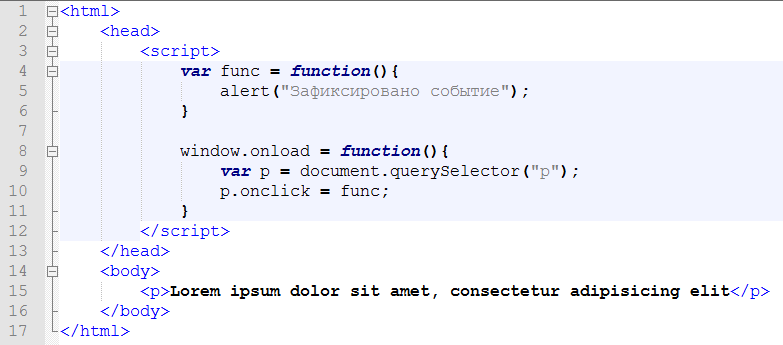 1 <html>
2 <head>
3 <script>
4 var func = function(){
5 alert("Зафиксировано событие");
6 }
7
8 window.onload = function(){
9 var p = document.querySelector("p");
10 p.onclick = func;
11 }
12 </script>
13 </head>
14 <body>
15 <p>Lorem ipsum dolor sit amet, consectetur adipisicing elit</p>
16 </body>
17 </html>